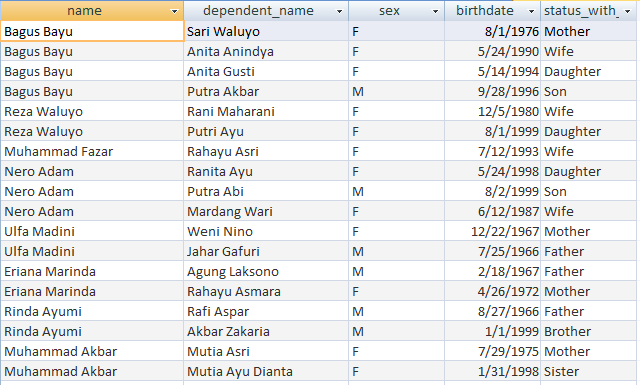 name dependent_name sex birthdate status_with_
Bagus Bayu Sari Waluyo F 8/1/1976 Mother
Bagus Bayu Anita Anindya F 5/24/1990 Wife
Bagus Bayu Anita Gusti F 5/14/1994 Daughter
Bagus Bayu Putra Akbar M 9/28/1996 Son
Reza Waluyo Rani Maharani F 12/5/1980 Wife
Reza Waluyo Putri Ayu F 8/1/1999 Daughter
Muhammad Fazar Rahayu Asri F 7/12/1993 Wife
Nero Adam Ranita Ayu F 5/24/1998 Daughter
Nero Adam Putra Abi M 8/2/1999 Son
Nero Adam Mardang Wari F 6/12/1987 Wife
Ulfa Madini Weni Nino F 12/22/1967 Mother
Ulfa Madini Jahar Gafuri M 7/25/1966 Father
Eriana Marinda Agung Laksono M 2/18/1967 Father
Eriana Marinda Rahayu Asmara F 4/26/1972 Mother
Rinda Ayumi Rafi Aspar M 8/27/1966 Father
Rinda Ayumi Akbar Zakaria M 1/1/1999 Brother
Muhammad Akbar Mutia Asri F 7/29/1975 Mother
Muhammad Akbar Mutia Ayu Dianta F 1/31/1998 Sister